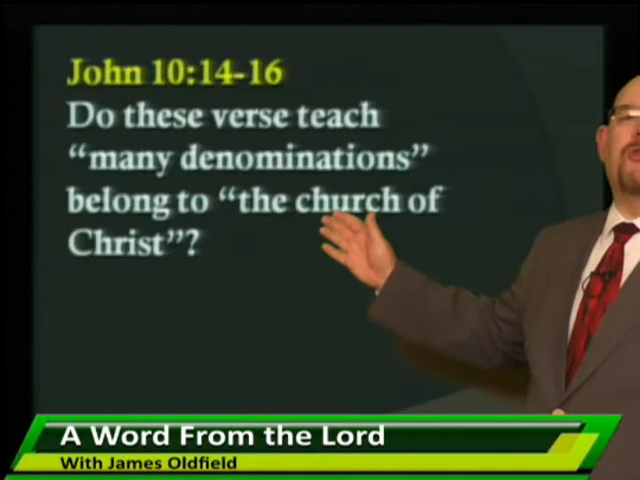 John 10:14-16
Do these verse teach
“many denominations”
belong to “the church of
Christ”?
A Word From the Lord
With James Oldfield